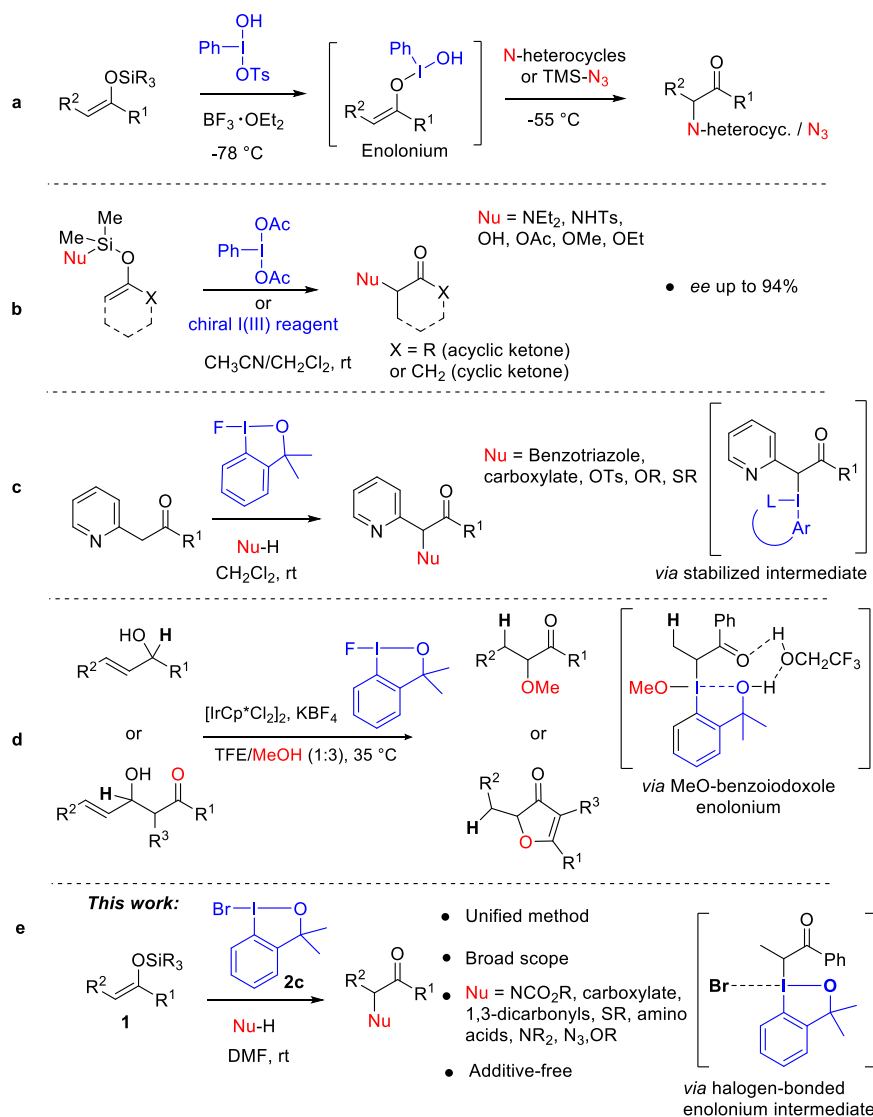 a
OSiR3
R2
R1
OH
Ph
I
OTs
BF3•OEt2
-78 °C
Ph
I
OH
O
R2
R1
Enolonium
N-heterocycles
or TMS-N3
-55 °C
O
R2
R1
N-heterocyc. / N3
b
Me
Me
Si
Nu
O
X
OAc
Ph
I
OAc
or
chiral I(III) reagent
CH3CN/CH2Cl2, rt
O
Nu
X
X = R (acyclic ketone)
or CH2 (cyclic ketone)
Nu = NEt2, NHTs,
OH, OAc, OMe, OEt
• ee up to 94%
c
N
O
R1
F
I
O
Nu-H
CH2Cl2, rt
N
O
R1
Nu
Nu = Benzotriazole,
carboxylate, OTs, OR, SR
N
O
R1
L
I
Ar
via stabilized intermediate
d
HO
H
R2
R1
or
OH
O
H
R2
R1
R3
F
I
O
[IrCp*Cl2]2, KBF4
TFE/MeOH (1:3), 35 °C
H
O
R2
R1
OMe
or
R2
O
R3
H
O
R1
H
Ph
O
H
OCH2CF3
MeO
I
O
H
via MeO-benzoiodoxole
enolonium
e
This work:
OSiR3
R2
R1
1
Br
I
O
2c
Nu-H
DMF, rt
O
R2
R1
Nu
• Unified method
• Broad scope
• Nu = NCO2R, carboxylate,
1,3-dicarbonyls, SR, amino
acids, NR2, N3,OR
• Additive-free
O
Ph
Br
I
O
via halogen-bonded
enolonium intermediate